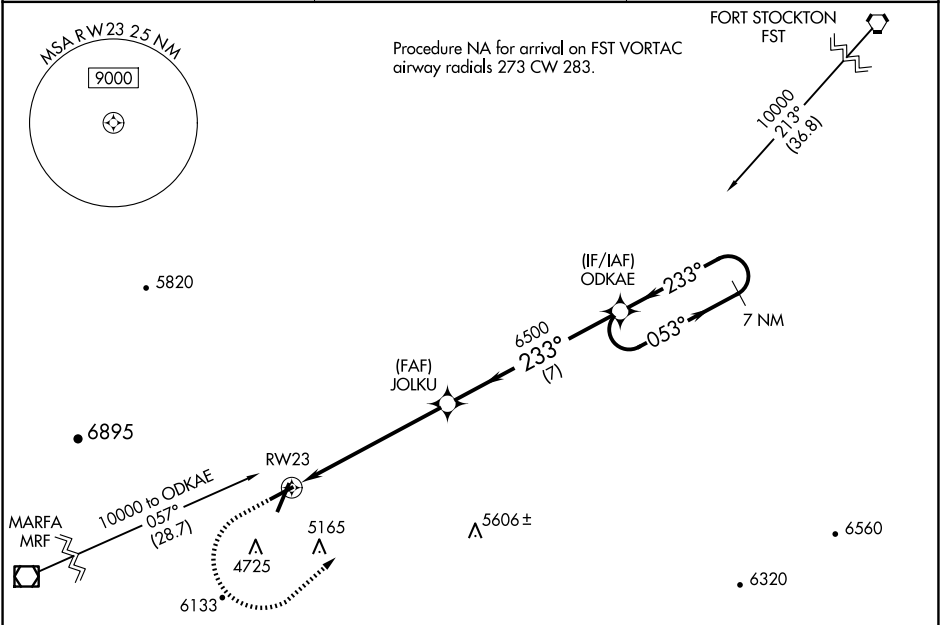 MSA RW 23 25 NM
9000
Procedure NA for arrival on FST VORTAC
airway radials 273 CW 283.
FORT STOCKTON
FST
10000
213°
(36.8)
5820
(IF/IAF)
ODKAE
233°
053°
7 NM
6500
233°
(7)
(FAF)
JOLKU
6895
RW23
10000 to ODKAE
057°
(28.7)
MARFA
MRF
4725
5165
5606 ±
6560
6320
6133